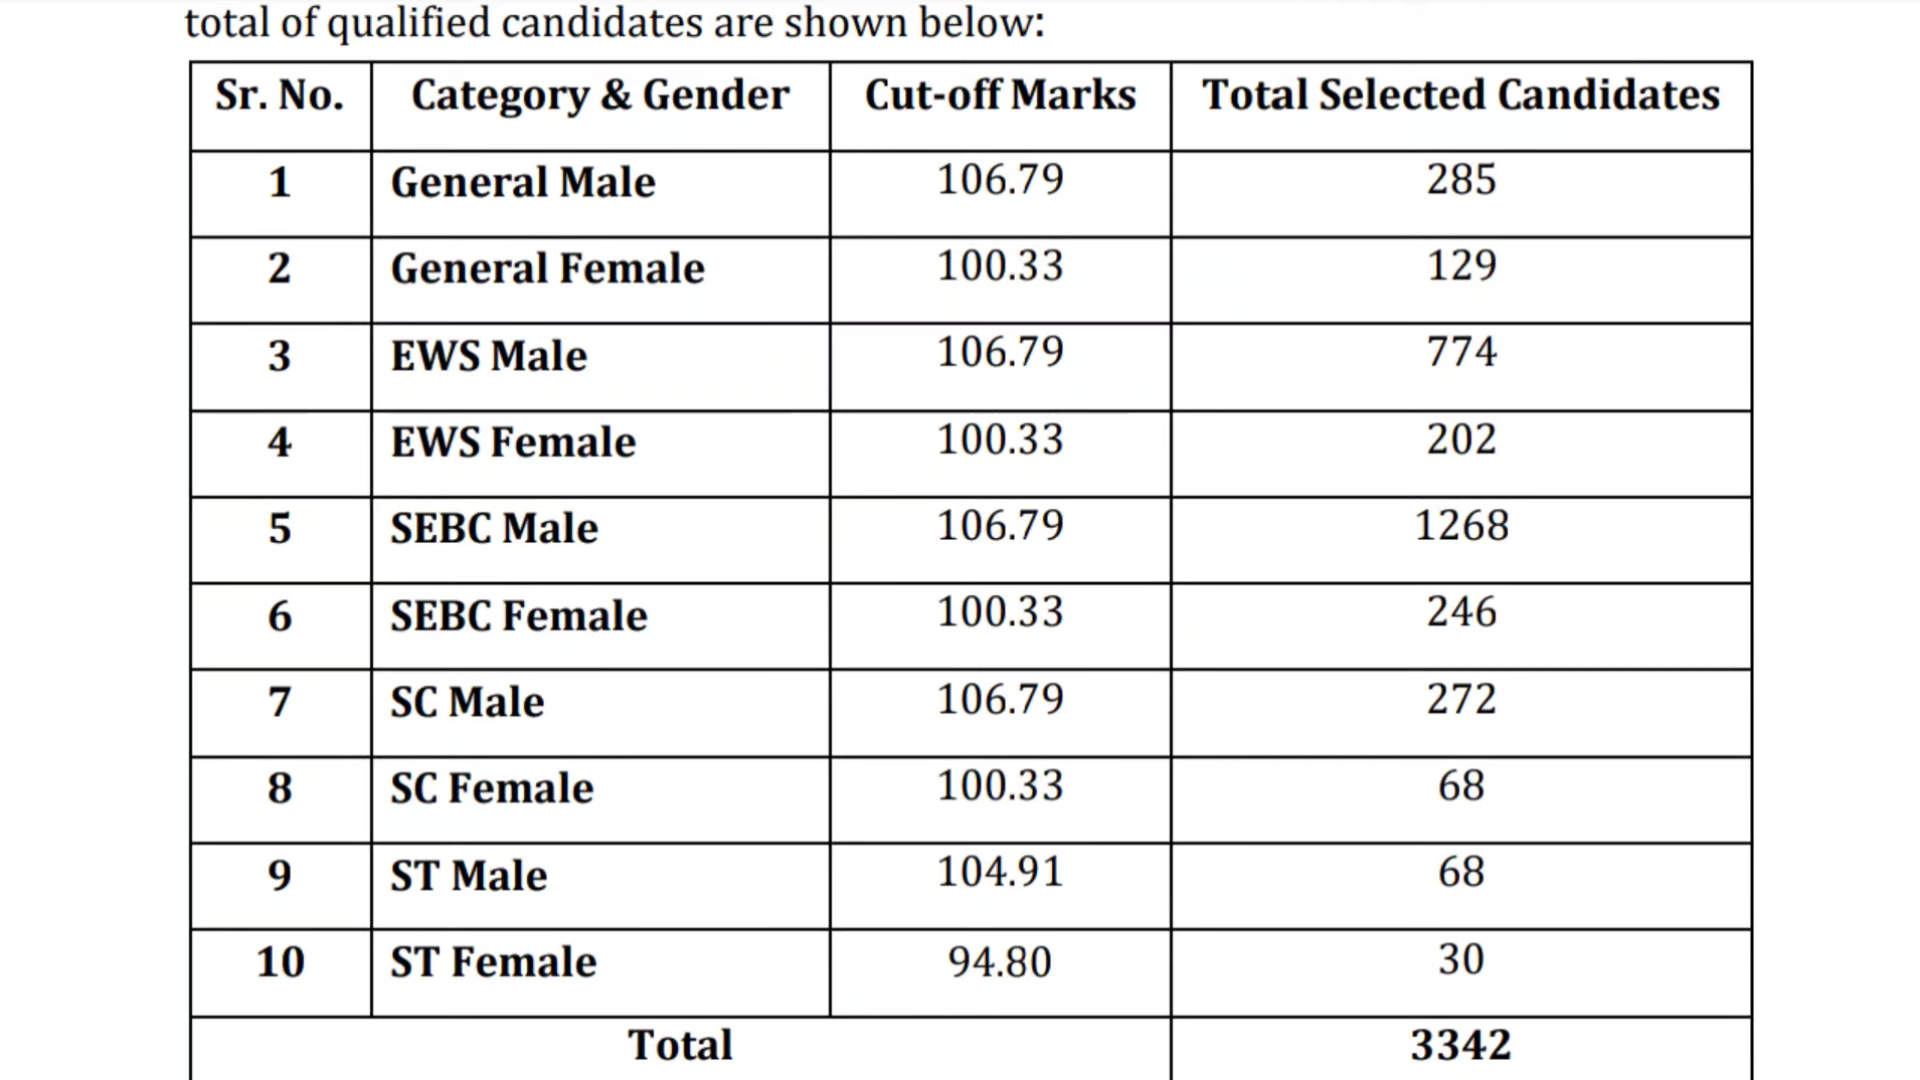 total of qualified candidates are shown below:
Sr. No. Category & Gender Cut-off Marks Total Selected Candidates
1 General Male 106.79 285
2 General Female 100.33 129
3 EWS Male 106.79 774
4 EWS Female 100.33 202
5 SEBC Male 106.79 1268
6 SEBC Female 100.33 246
7 SC Male 106.79 272
8 SC Female 100.33 68
9 ST Male 104.91 68
10 ST Female 94.80 30
Total 3342